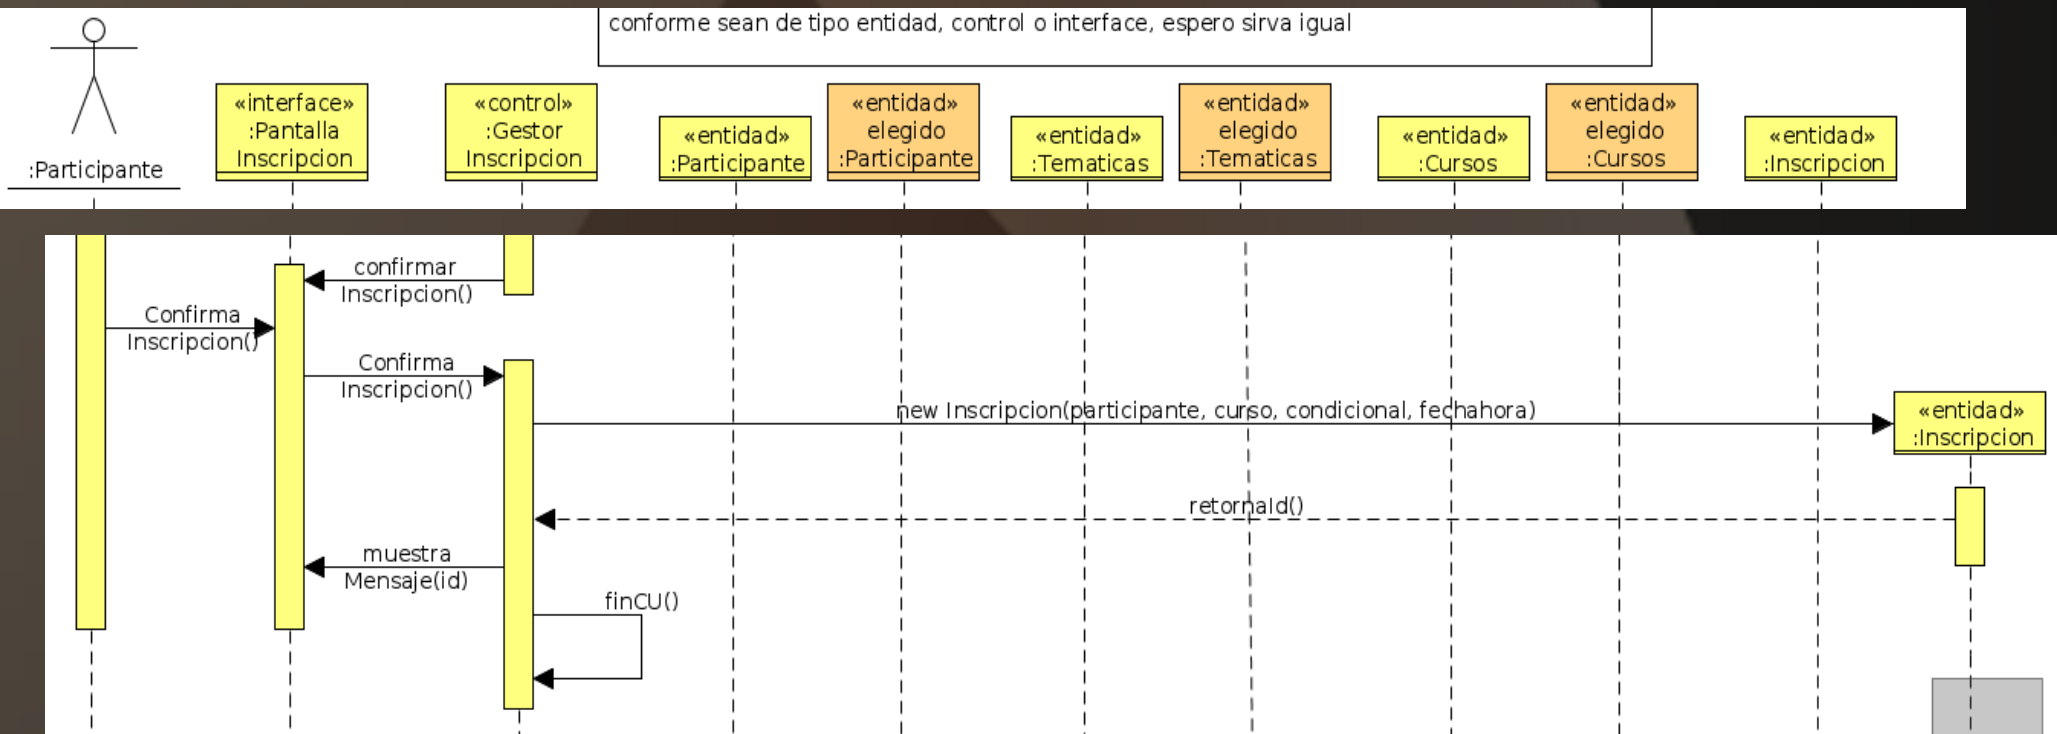 conforme sean de tipo entidad, control o interface, espero sirva igual
:Participante
«interface»
:Pantalla
Inscripcion
«control»
:Gestor
Inscripcion
«entidad»
:Participante
«entidad»
elegido
:Participante
«entidad»
:Tematicas
«entidad»
elegido
:Tematicas
«entidad»
:Cursos
«entidad»
elegido
:Cursos
«entidad»
:Inscripcion
confirmar
Inscripcion()
Confirma
Inscripcion()
Confirma
Inscripcion()
new Inscripcion(participante, curso, condicional, fechahora)
«entidad»
:Inscripcion
retornaId()
muestra
Mensaje(id)
finCU()